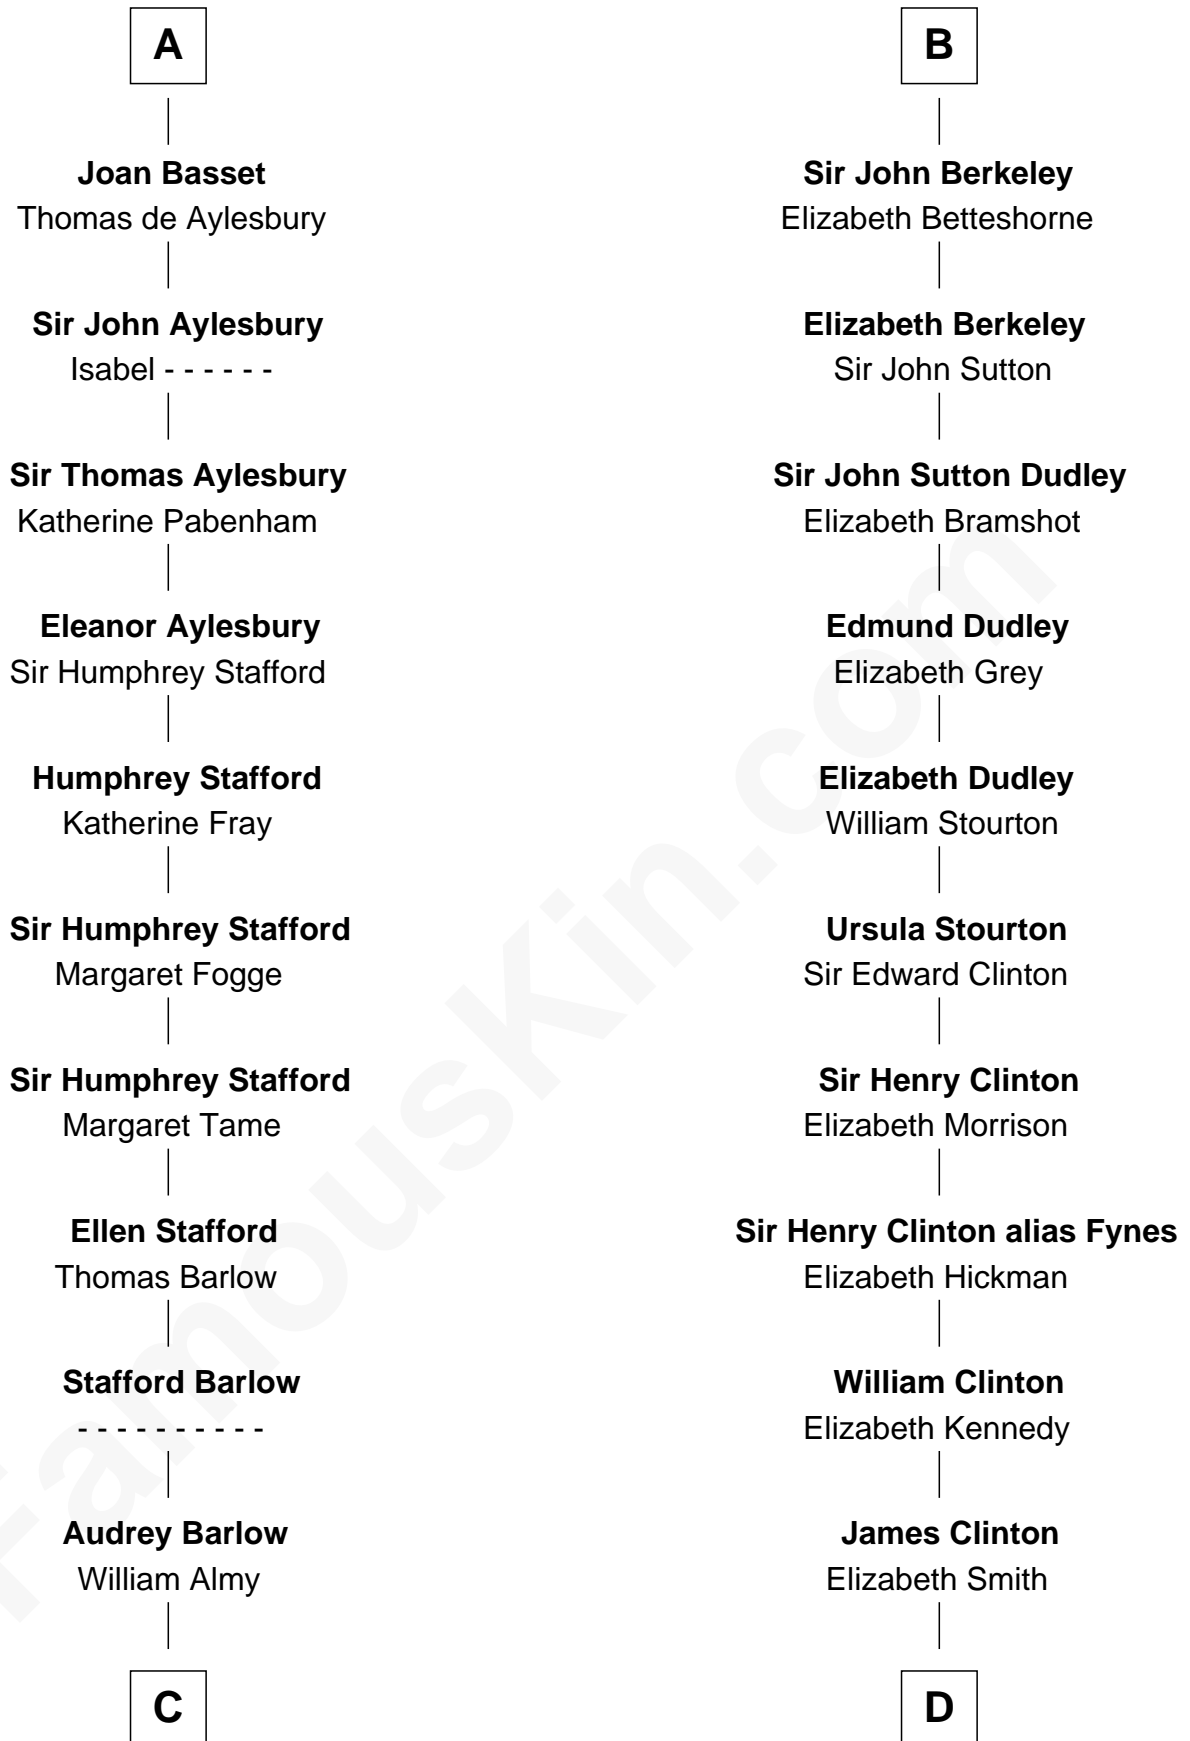 A
Joan Basset
Thomas de Aylesbury
Sir John Aylesbury
Isabel - - - - - -
Sir Thomas Aylesbury
Katherine Pabenham
Eleanor Aylesbury
Sir Humphrey Stafford
Humphrey Stafford
Katherine Fray
Sir Humphrey Stafford
Margaret Fogge
Sir Humphrey Stafford
Margaret Tame
Ellen Stafford
Thomas Barlow
Stafford Barlow
- - - - - - - - - -
Audrey Barlow
William Almy
C
B
Sir John Berkeley
Elizabeth Betteshorne
Elizabeth Berkeley
Sir John Sutton
Sir John Sutton Dudley
Elizabeth Bramshot
Edmund Dudley
Elizabeth Grey
Elizabeth Dudley
William Stourton
Ursula Stourton
Sir Edward Clinton
Sir Henry Clinton
Elizabeth Morrison
Sir Henry Clinton alias Fynes
Elizabeth Hickman
William Clinton
Elizabeth Kennedy
James Clinton
Elizabeth Smith
D
FamousKin.com